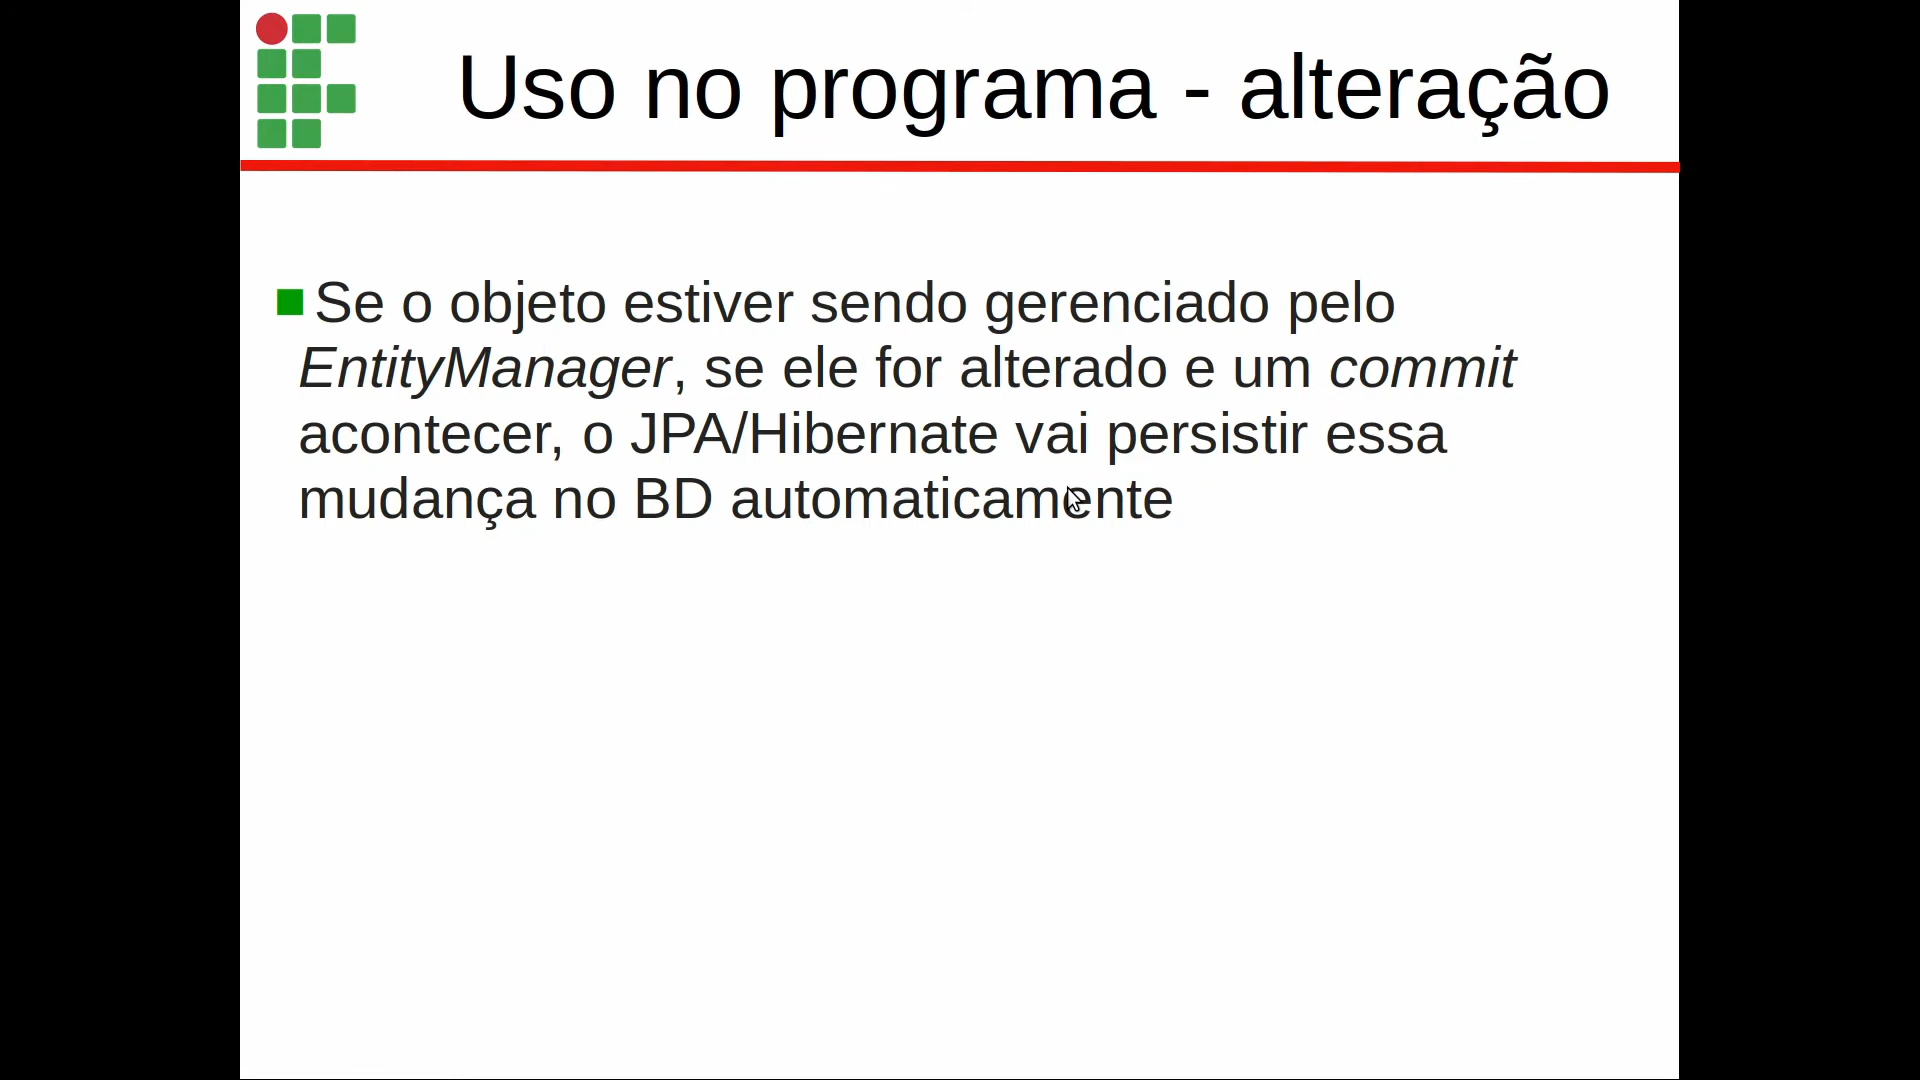 Uso no programa - alteração
Se o objeto estiver sendo gerenciado pelo
EntityManager, se ele for alterado e um commit
acontecer, o JPA/Hibernate vai persistir essa
mudança no BD automaticamente